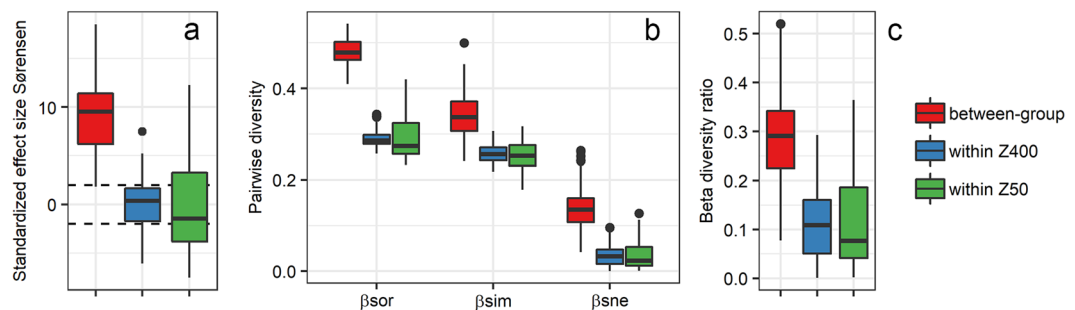 a
Standardized effect size Sørensen
10
0
b
Pairwise diversity
0.4
0.2
0.0
βsor
βsim
βsne
c
Beta diversity ratio
0.5
0.4
0.3
0.2
0.1
0.0
between-group
within Z400
within Z50